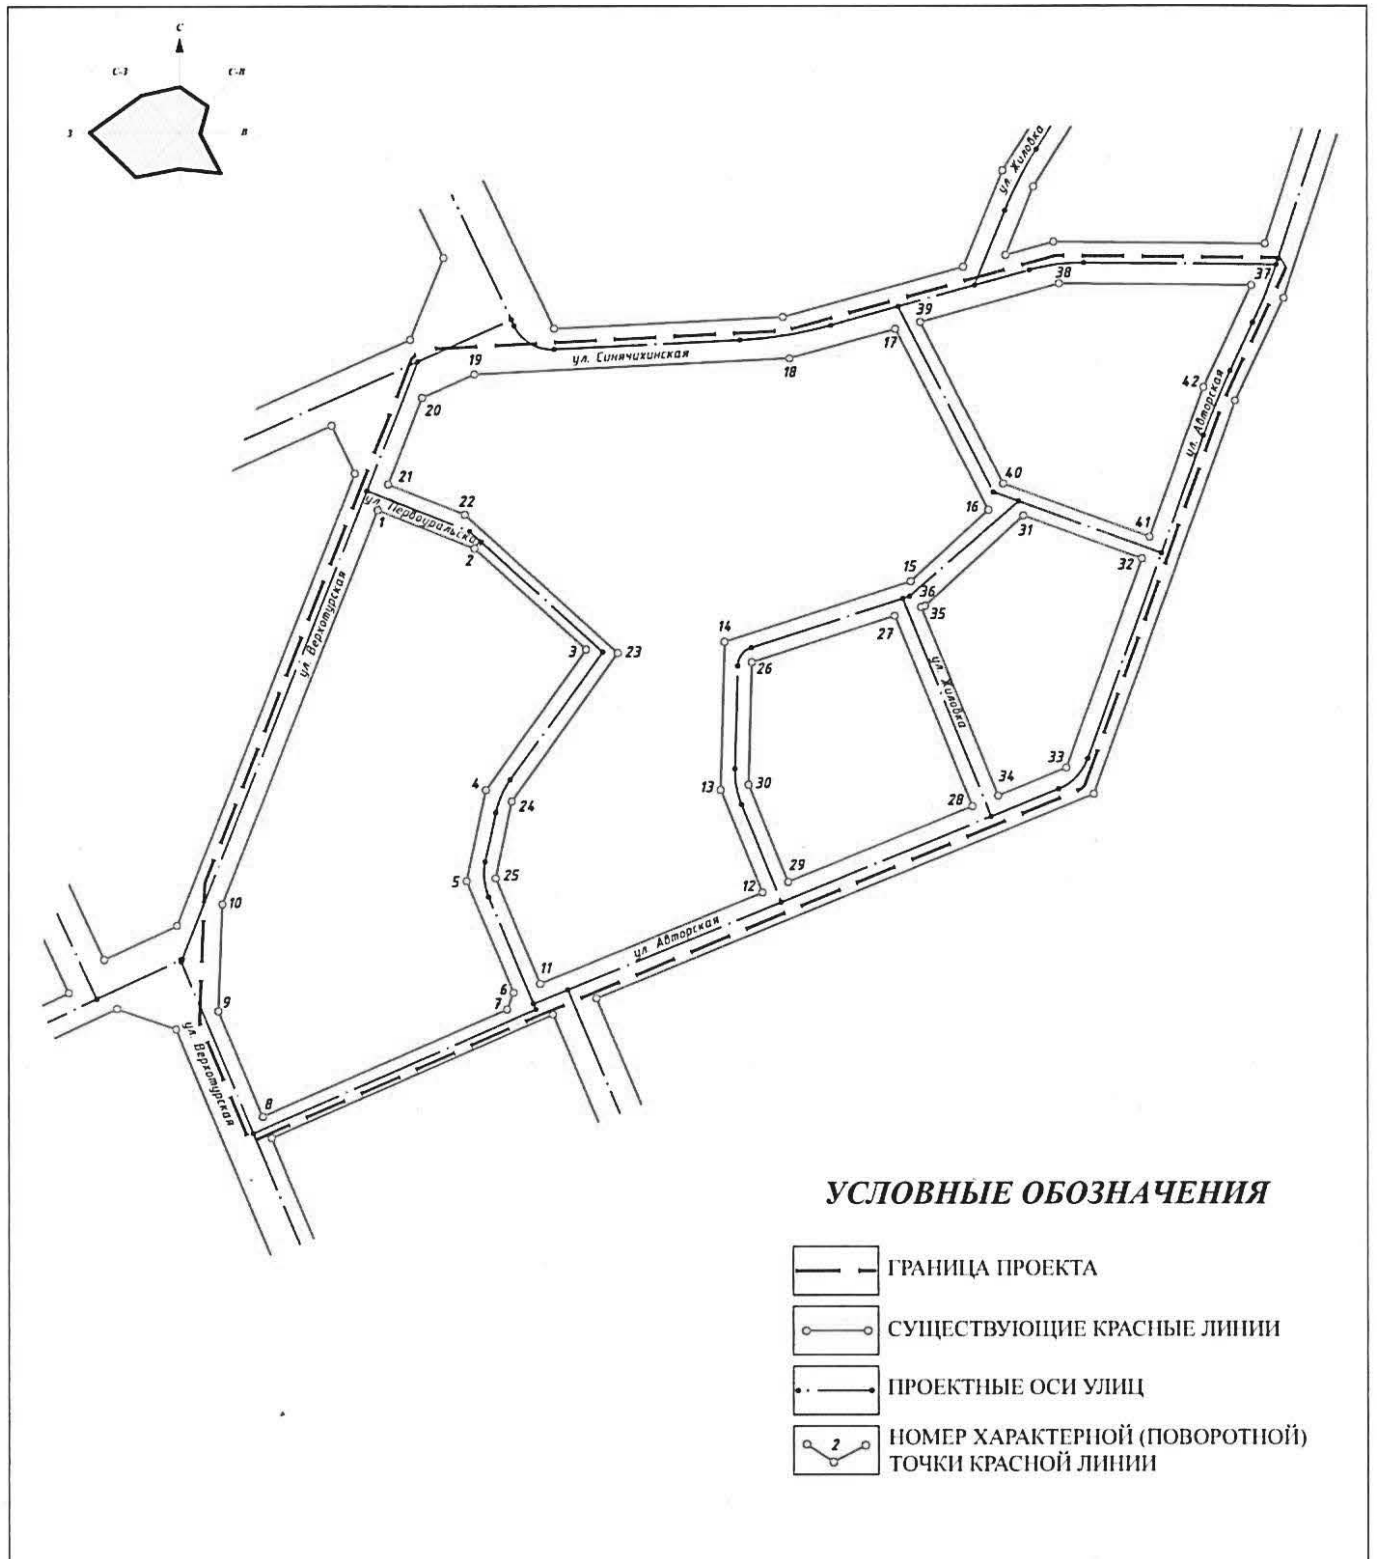 С
С-З
С-В
З
В
ул. Жиловка
37
38
39
ул. Синячихинская
17
18
19
20
42
ул. Авторская
21
22
ул. Первоуральская
1
2
40
16
31
41
32
ул. Верхотурская
15
36
35
14
27
3
23
26
ул. Жиловка
4
24
13
30
28
34
33
5
25
12
29
10
ул. Авторская
11
6
7
9
ул. Верхотурская
8
УСЛОВНЫЕ ОБОЗНАЧЕНИЯ
ГРАНИЦА ПРОЕКТА
СУЩЕСТВУЮЩИЕ КРАСНЫЕ ЛИНИИ
ПРОЕКТНЫЕ ОСИ УЛИЦ
2
НОМЕР ХАРАКТЕРНОЙ (ПОВОРОТНОЙ)
ТОЧКИ КРАСНОЙ ЛИНИИ